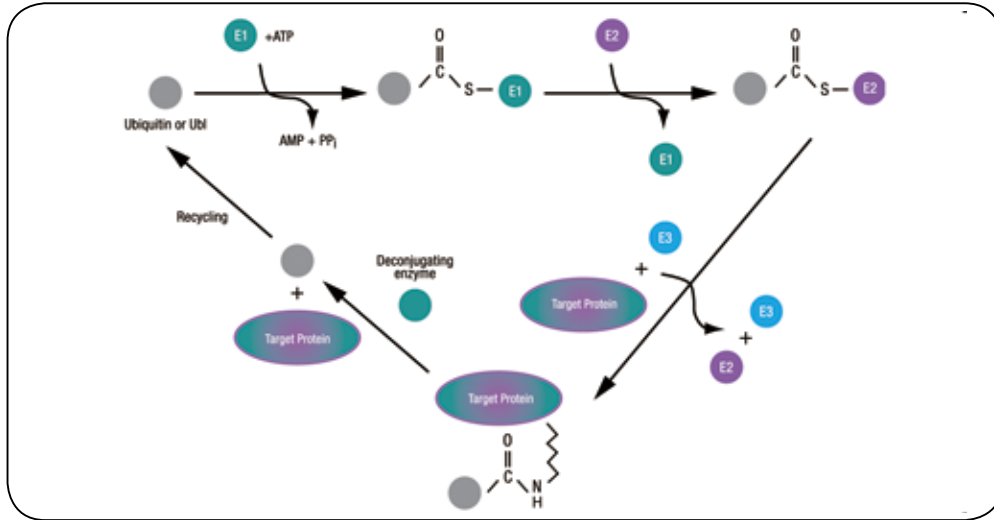 E1 +ATP
E2
O
C
S
E1
O
C
S
E2
Ubiquitin or Ubl
AMP + PPi
E1
Recycling
E3
+
Target Protein
E3
+
E2
Deconjugating
enzyme
+
Target Protein
Target Protein
O
C
N
H